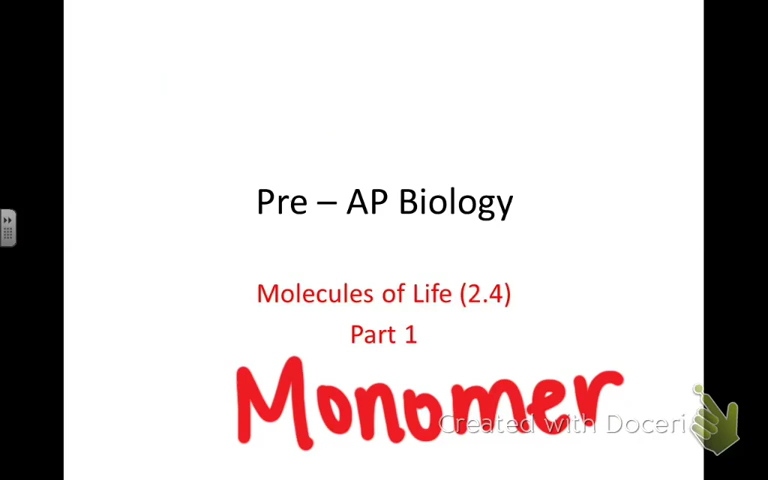 Pre – AP Biology
Molecules of Life (2.4)
Part 1
Monomer
Created with Doceri